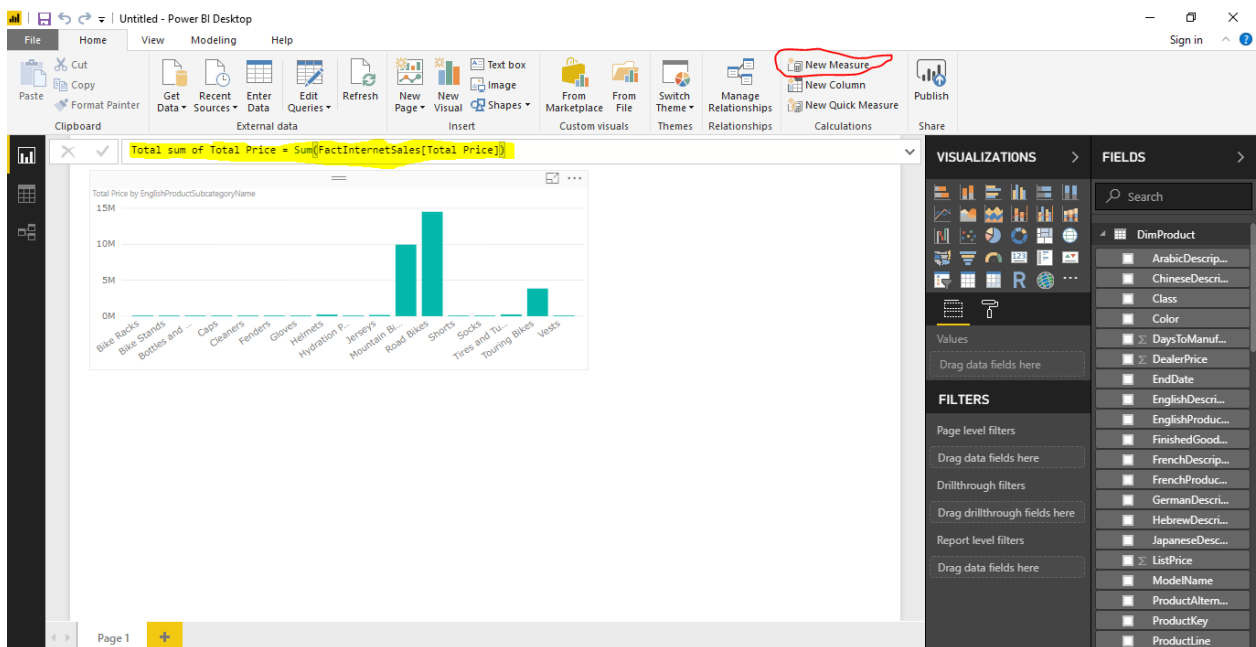 Untitled - Power BI Desktop
File Home View Modeling Help
Sign in
Paste
Cut
Copy
Format Painter
Clipboard
Get Data
Recent Sources
Enter Data
Edit Queries
Refresh
External data
New Page
New Visual
Text box
Image
Shapes
Insert
From Marketplace
From File
Custom visuals
Switch Theme
Themes
Manage Relationships
Relationships
New Measure
New Column
New Quick Measure
Calculations
Publish
Share
Total sum of Total Price = Sum(FactInternetSales[Total Price])
Total Price by EnglishProductSubcategoryName
15M
10M
5M
0M
Bike Racks
Bike Stands
Bottles and ...
Caps
Cleaners
Fenders
Gloves
Helmets
Hydration P...
Jerseys
Mountain Bi...
Road Bikes
Shorts
Socks
Tires and Tu...
Touring Bikes
Vests
Page 1
VISUALIZATIONS
123
R
Values
Drag data fields here
FILTERS
Page level filters
Drag data fields here
Drillthrough filters
Drag drillthrough fields here
Report level filters
Drag data fields here
FIELDS
Search
DimProduct
ArabicDescrip...
ChineseDescri...
Class
Color
Σ DaysToManuf...
Σ DealerPrice
EndDate
EnglishDescri...
EnglishProduc...
FinishedGood...
FrenchDescrip...
FrenchProduc...
GermanDescri...
HebrewDescri...
JapaneseDesc...
Σ ListPrice
ModelName
ProductAltern...
ProductKey
ProductLine